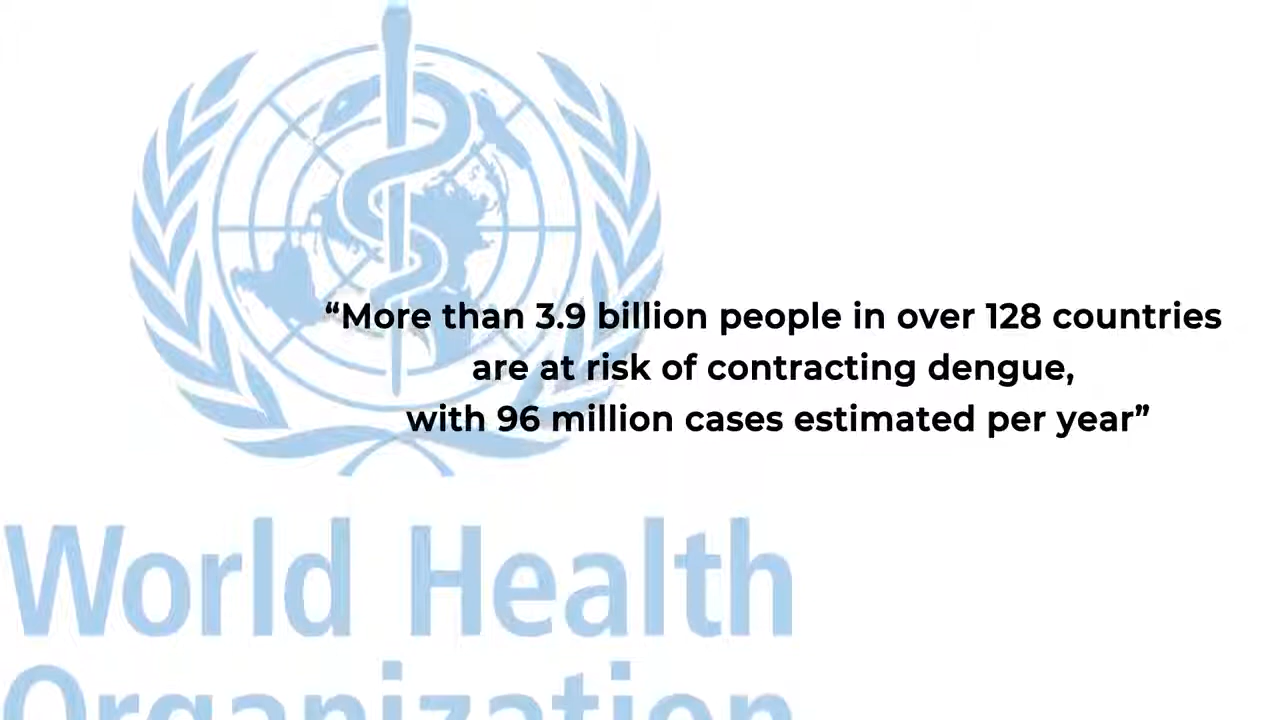 “More than 3.9 billion people in over 128 countries
are at risk of contracting dengue,
with 96 million cases estimated per year”
World Health
Organization